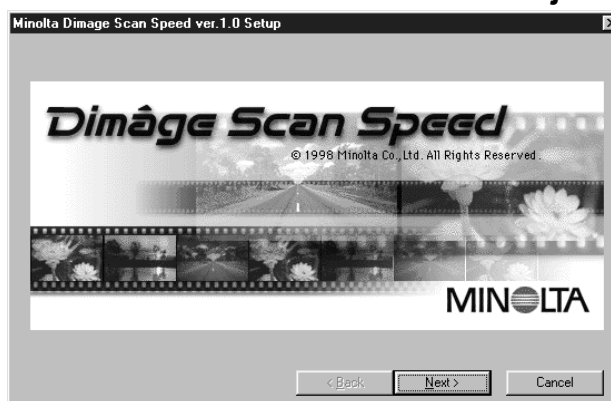 Minolta Dimage Scan Speed ver.1.0 Setup
Dimâge Scan Speed
© 1998 Minolta Co.,Ltd. All Rights Reserved.
MINOLTA
< Back
Next >
Cancel